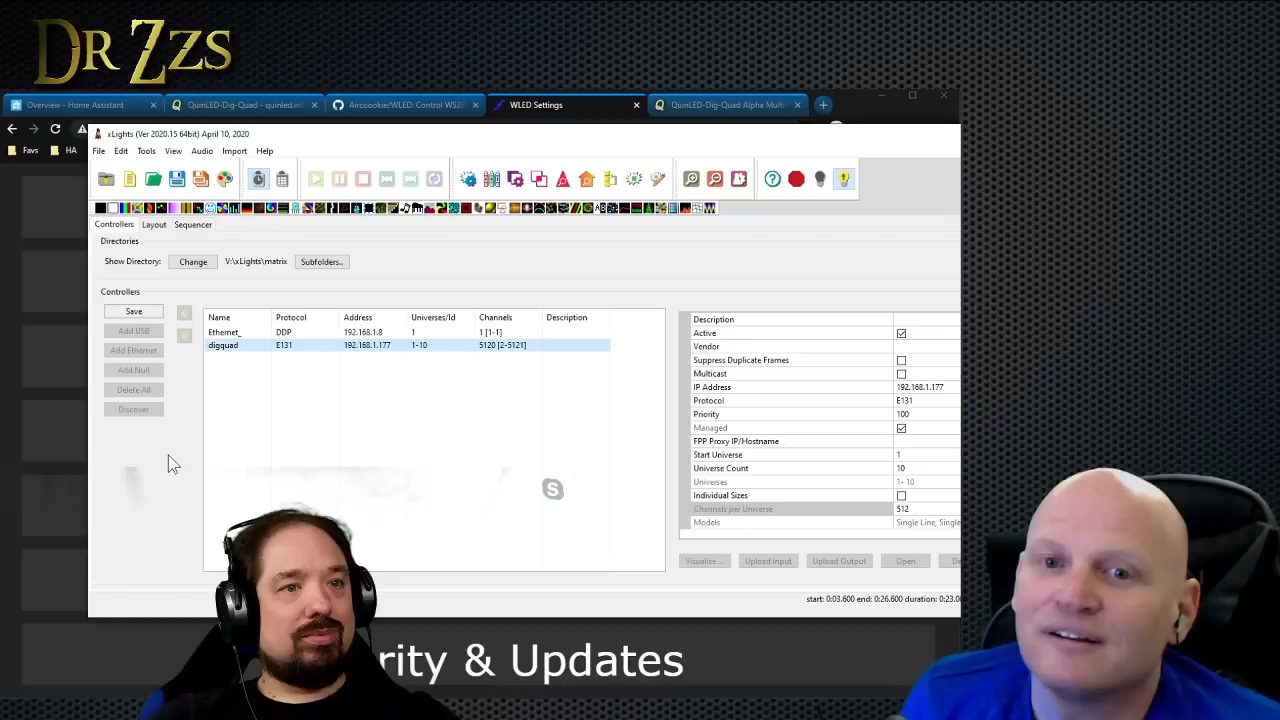 DR ZZS
Overview - Home Assistant
QuinLED-Dig-Quad - quinled.inf
Aircoookie/WLED: Control WS28
WLED Settings
QuinLED-Dig-Quad Alpha Multi
Favs
HA
xLights (Ver 2020.15 64bit) April 10, 2020
File Edit Tools View Audio Import Help
Controllers Layout Sequencer
Directories
Show Directory: Change V:\xLights\matrix Subfolders..
Controllers
Save
Add USB
Add Ethernet
Add Null
Delete All
Discover
Name Protocol Address Universes/Id Channels Description
Ethernet_ DDP 192.168.1.8 1 1 [1-1]
digquad E131 192.168.1.177 1-10 5120 [2-5121]
S
Description
Active
Vendor
Suppress Duplicate Frames
Multicast
IP Address 192.168.1.177
Protocol E131
Priority 100
Managed
FPP Proxy IP/Hostname
Start Universe 1
Universe Count 10
Universes 1- 10
Individual Sizes
Channels per Universe 512
Models Single Line, Single
Visualise ... Upload Input Upload Output Open De
start: 0:03.600 end: 0:26.600 duration: 0:23.0
rity & Updates